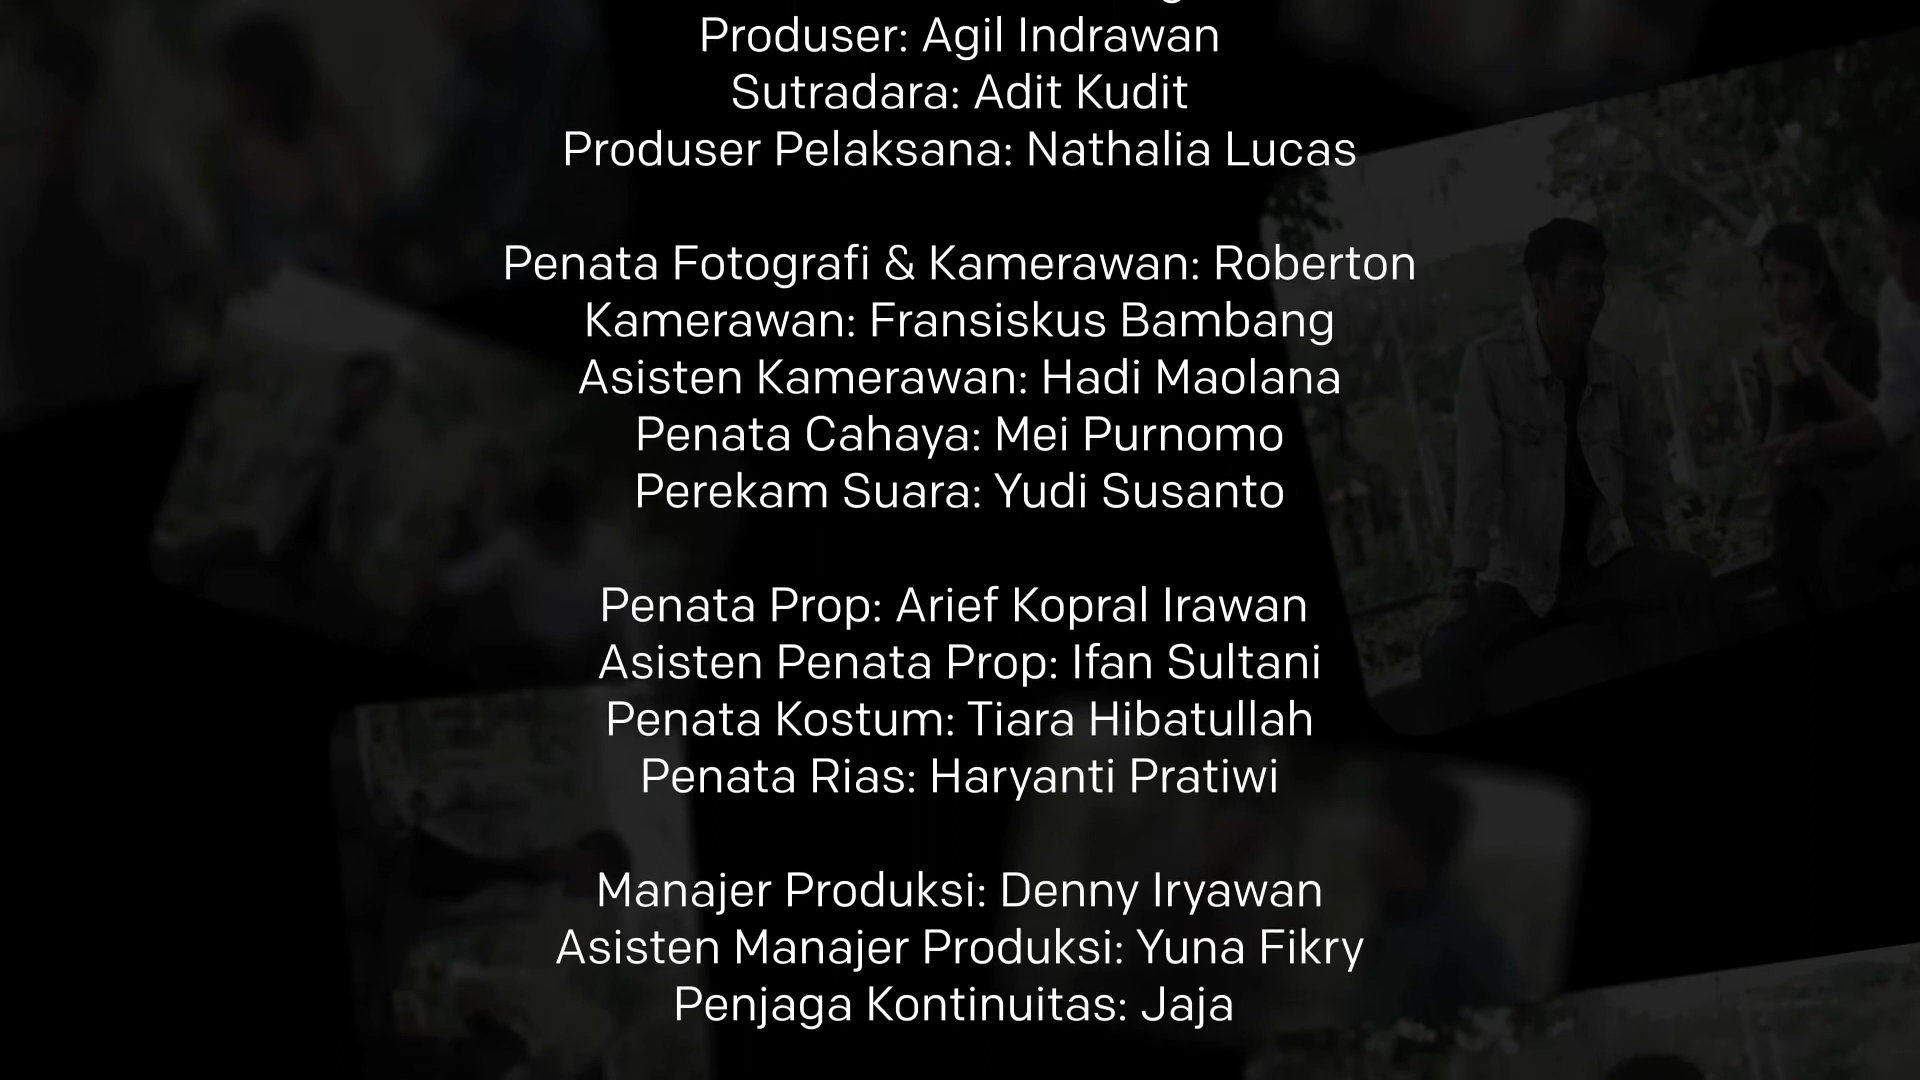 Produser: Agil Indrawan
Sutradara: Adit Kudit
Produser Pelaksana: Nathalia Lucas
Penata Fotografi & Kamerawan: Roberton
Kamerawan: Fransiskus Bambang
Asisten Kamerawan: Hadi Maolana
Penata Cahaya: Mei Purnomo
Perekam Suara: Yudi Susanto
Penata Prop: Arief Kopral Irawan
Asisten Penata Prop: Ifan Sultani
Penata Kostum: Tiara Hibatullah
Penata Rias: Haryanti Pratiwi
Manajer Produksi: Denny Iryawan
Asisten Manajer Produksi: Yuna Fikry
Penjaga Kontinuitas: Jaja